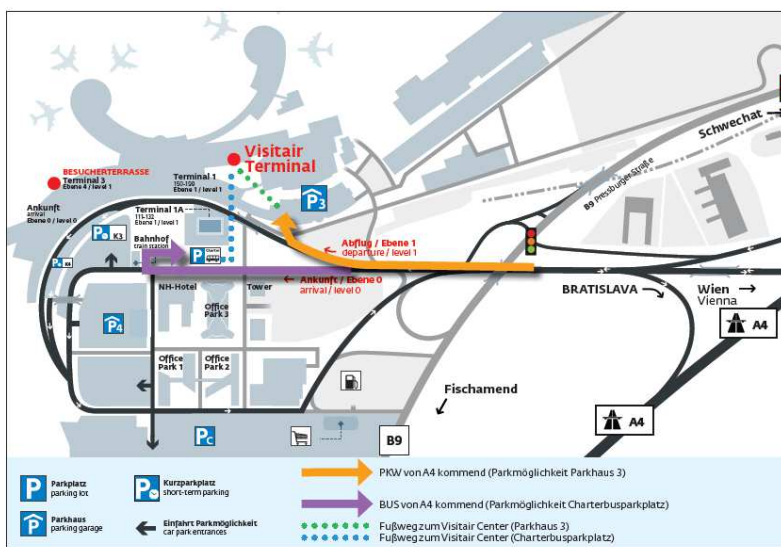 Visitair
Terminal
BESUCHERTERRASSE
Terminal 3
Ebene 4 / level 1
Terminal 1
Ebene 1 / level 1
Ankunft
arrival
Ebene 0 / level 0
Terminal 1A
Ebene 1 / level 1
P3
K3
Bahnhof
train station
Abflug / Ebene 1
departure / level 1
Ankunft / Ebene 0
arrival / level 0
Schwechat
B9 Pressburger Straße
NH-Hotel
Office
Park 3
Tower
BRATISLAVA
Wien
Vienna
A4
P4
Office
Park 1
Office
Park 2
Fischamend
A4
PC
B9
P
Parkplatz
parking lot
P
Kurzparkplatz
short-term parking
P
Parkhaus
parking garage
Einfahrt Parkmöglichkeit
car park entrances
PKW von A4 kommend (Parkmöglichkeit Parkhaus 3)
BUS von A4 kommend (Parkmöglichkeit Charterbusparkplatz)
Fußweg zum Visitair Center (Parkhaus 3)
Fußweg zum Visitair Center (Charterbusparkplatz)